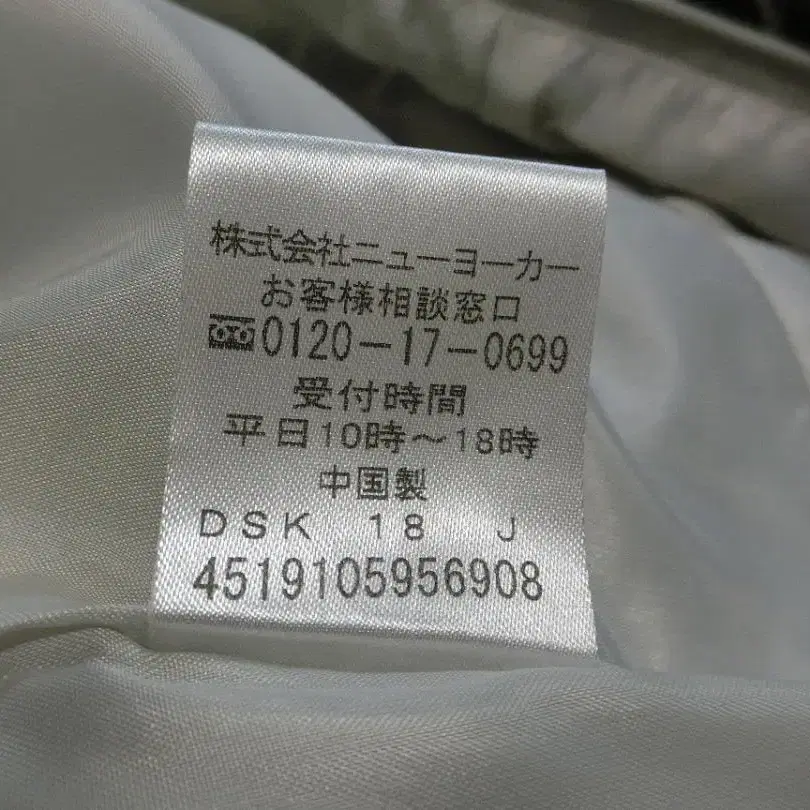 株式会社ニューヨーカー
お客様相談窓口
0120-17-0699
受付時間
平日10時～18時
中国製
DSK 18 J
4519105956908